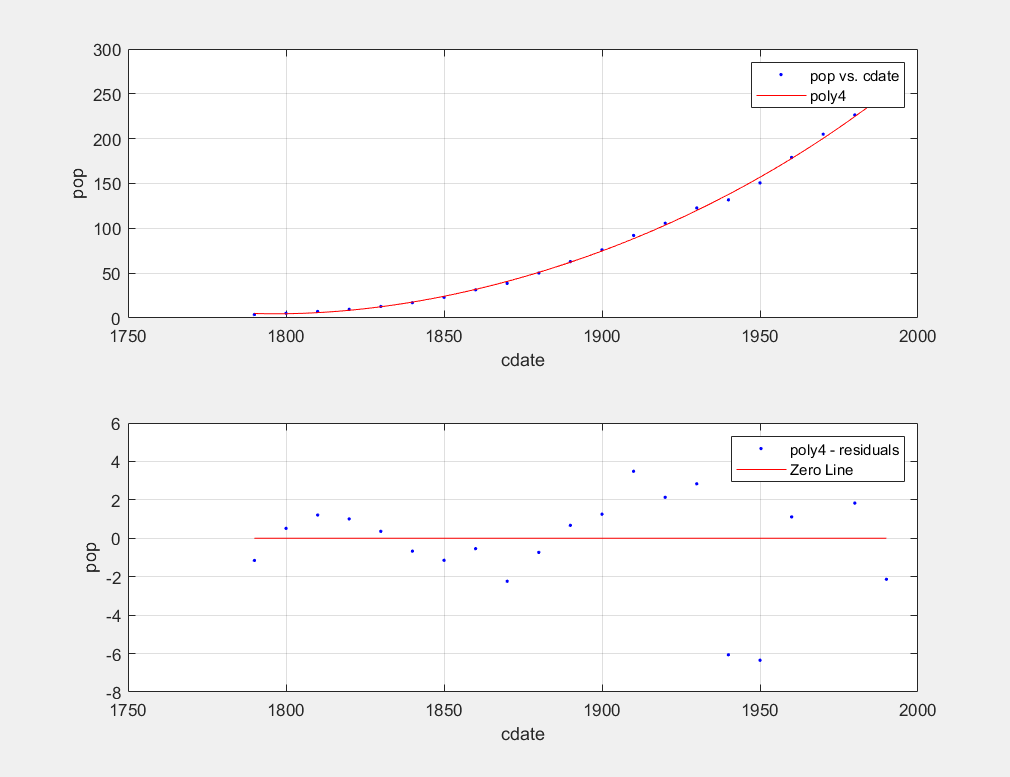 300
250
200
150
100
50
0
pop
pop vs. cdate
poly4
1750 1800 1850 1900 1950 2000
cdate
6
4
2
0
-2
-4
-6
-8
pop
poly4 - residuals
Zero Line
1750 1800 1850 1900 1950 2000
cdate